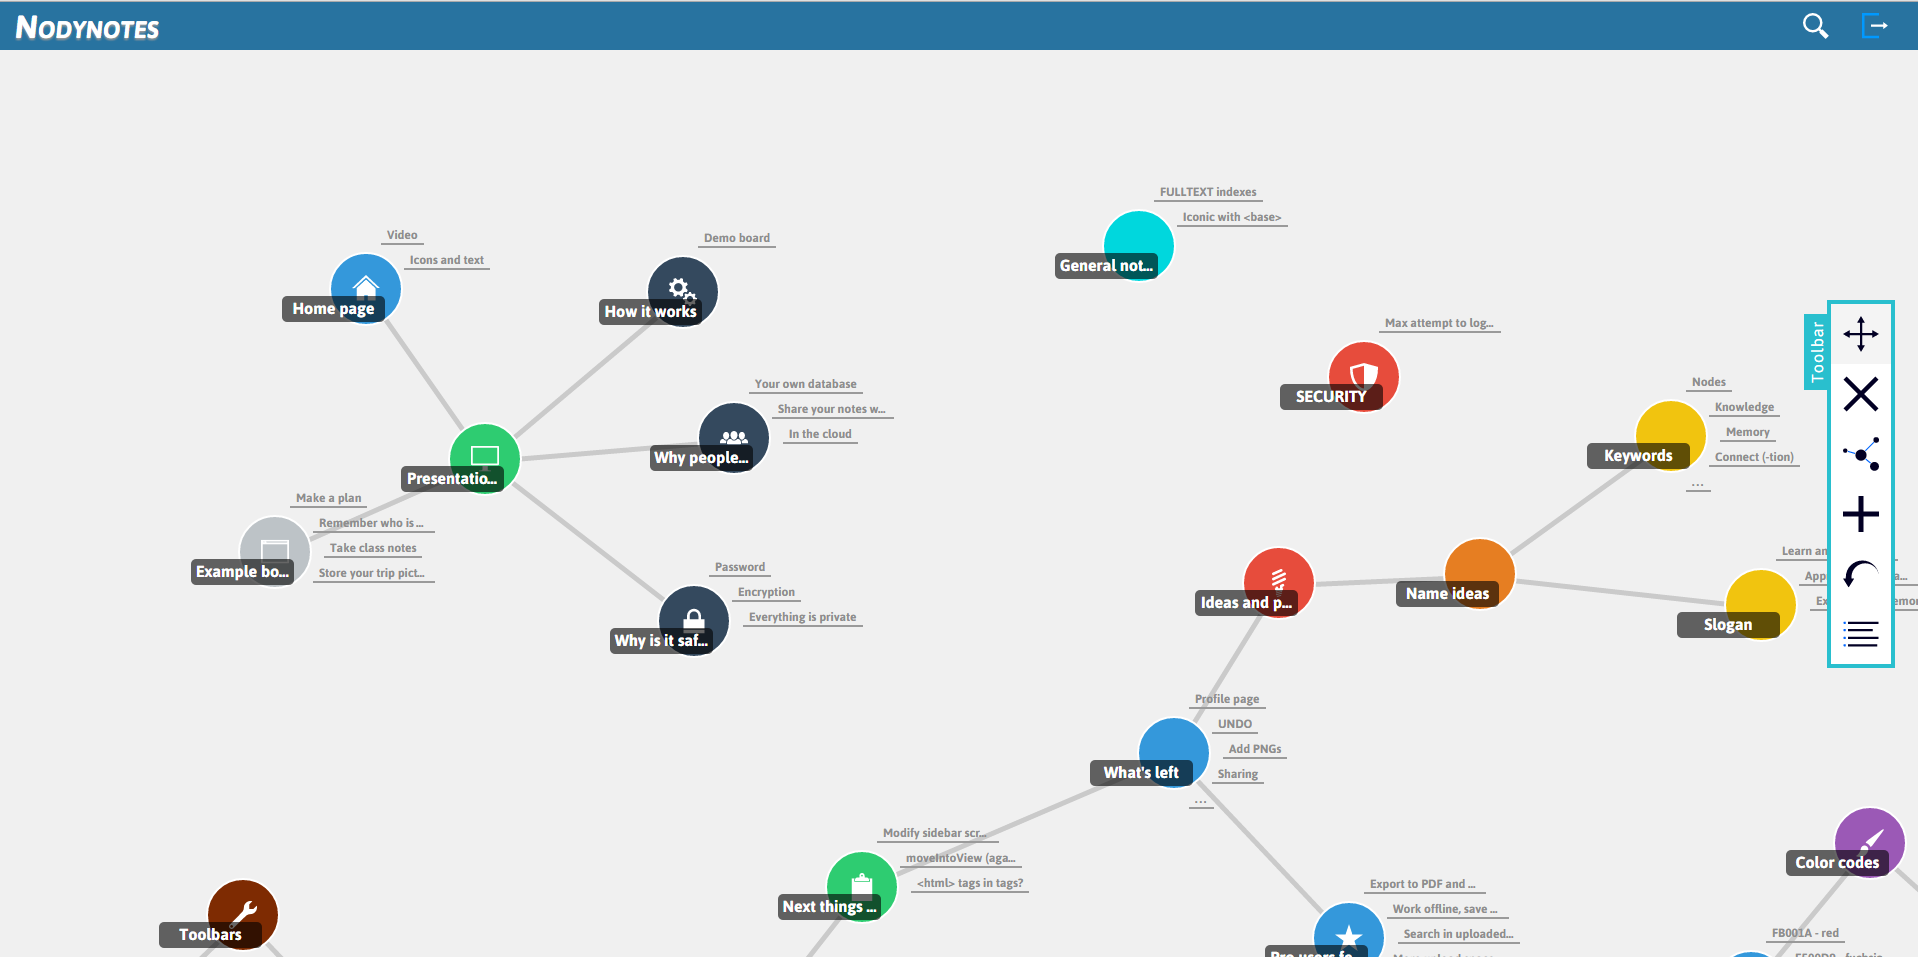 NODYNOTES
FULLTEXT indexes
Iconic with <base>
General not...
Video
Icons and text
Home page
Demo board
How it works
Max attempt to log...
SECURITY
Toolbar
Your own database
Share your notes w...
In the cloud
Why people...
Nodes
Knowledge
Memory
Connect (-tion)
...
Keywords
Presentatio...
Make a plan
Remember who is ...
Take class notes
Store your trip pict...
Example bo...
Password
Encryption
Everything is private
Why is it saf...
Ideas and p...
Name ideas
Learn an
App
a...
Ex
emo
Slogan
Profile page
UNDO
Add PNGs
Sharing
...
What's left
Modify sidebar scr...
moveIntoView (aga...
<html> tags in tags?
Next things ...
Color codes
Toolbars
Export to PDF and ...
Work offline, save ...
Search in uploaded...
FB001A - red